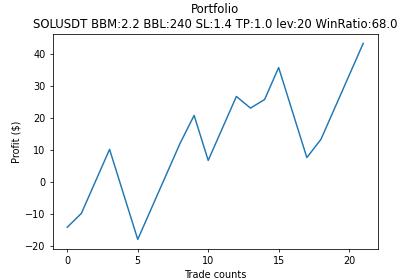 Portfolio
SOLUSDT BBM:2.2 BBL:240 SL:1.4 TP:1.0 lev:20 WinRatio:68.0
40
30
20
10
0
−10
−20
Profit ($)
0 5 10 15 20
Trade counts